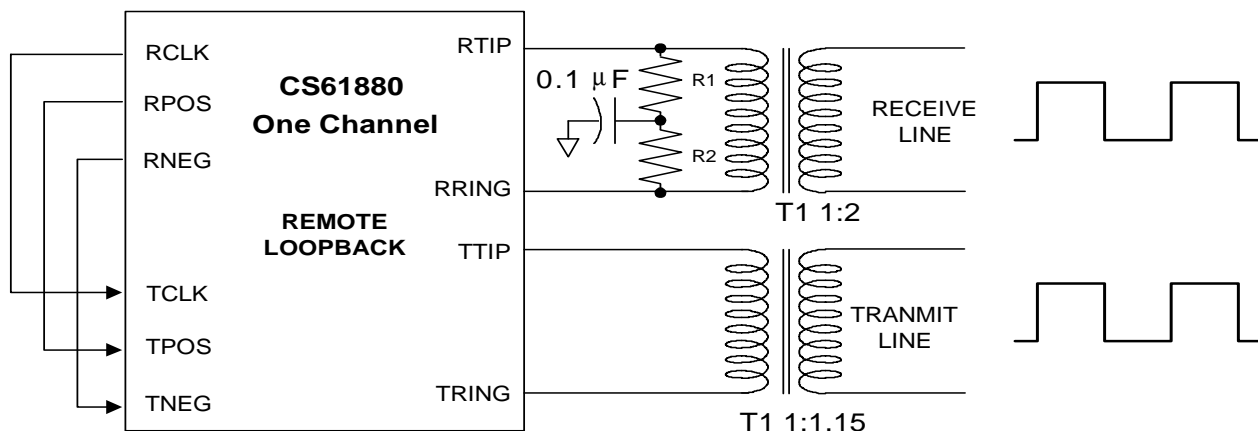 RCLK
RPOS
RNEG
CS61880
One Channel
REMOTE
LOOPBACK
TCLK
TPOS
TNEG
RTIP
RRING
TTIP
TRING
0.1 μF
R1
R2
RECEIVE
LINE
T1 1:2
TRANMIT
LINE
T1 1:1.15